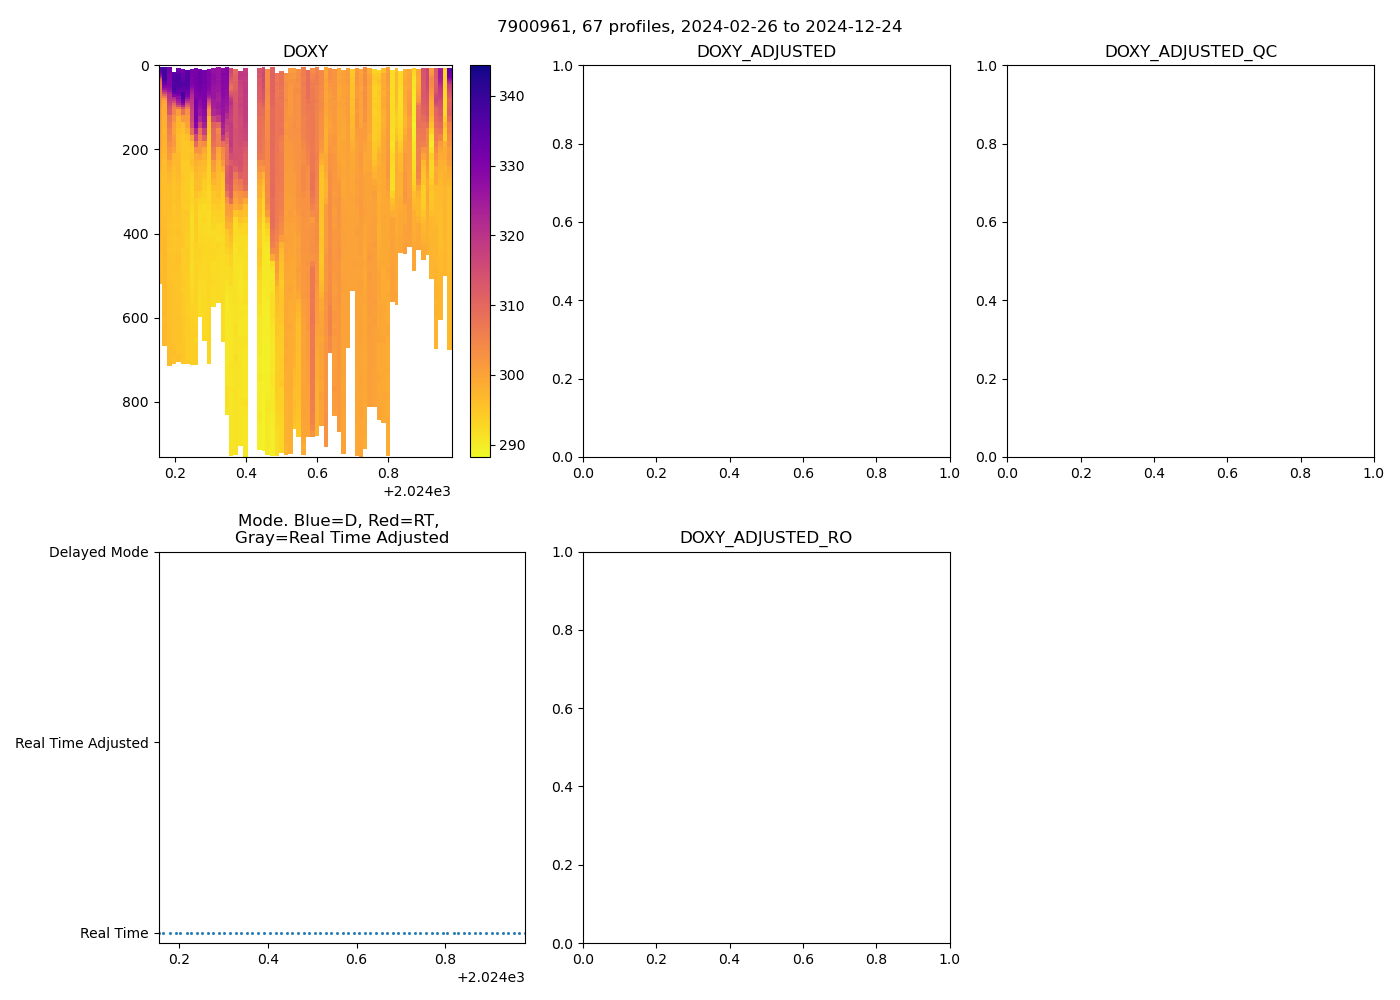 7900961, 67 profiles, 2024-02-26 to 2024-12-24
DOXY
0
200
400
600
800
0.2 0.4 0.6 0.8
+2.024e3
340
330
320
310
300
290
DOXY_ADJUSTED
1.0
0.8
0.6
0.4
0.2
0.0
0.0 0.2 0.4 0.6 0.8 1.0
DOXY_ADJUSTED_QC
1.0
0.8
0.6
0.4
0.2
0.0
0.0 0.2 0.4 0.6 0.8 1.0
Mode. Blue=D, Red=RT,
Gray=Real Time Adjusted
Delayed Mode
Real Time Adjusted
Real Time
0.2 0.4 0.6 0.8
+2.024e3
DOXY_ADJUSTED_RO
1.0
0.8
0.6
0.4
0.2
0.0
0.0 0.2 0.4 0.6 0.8 1.0